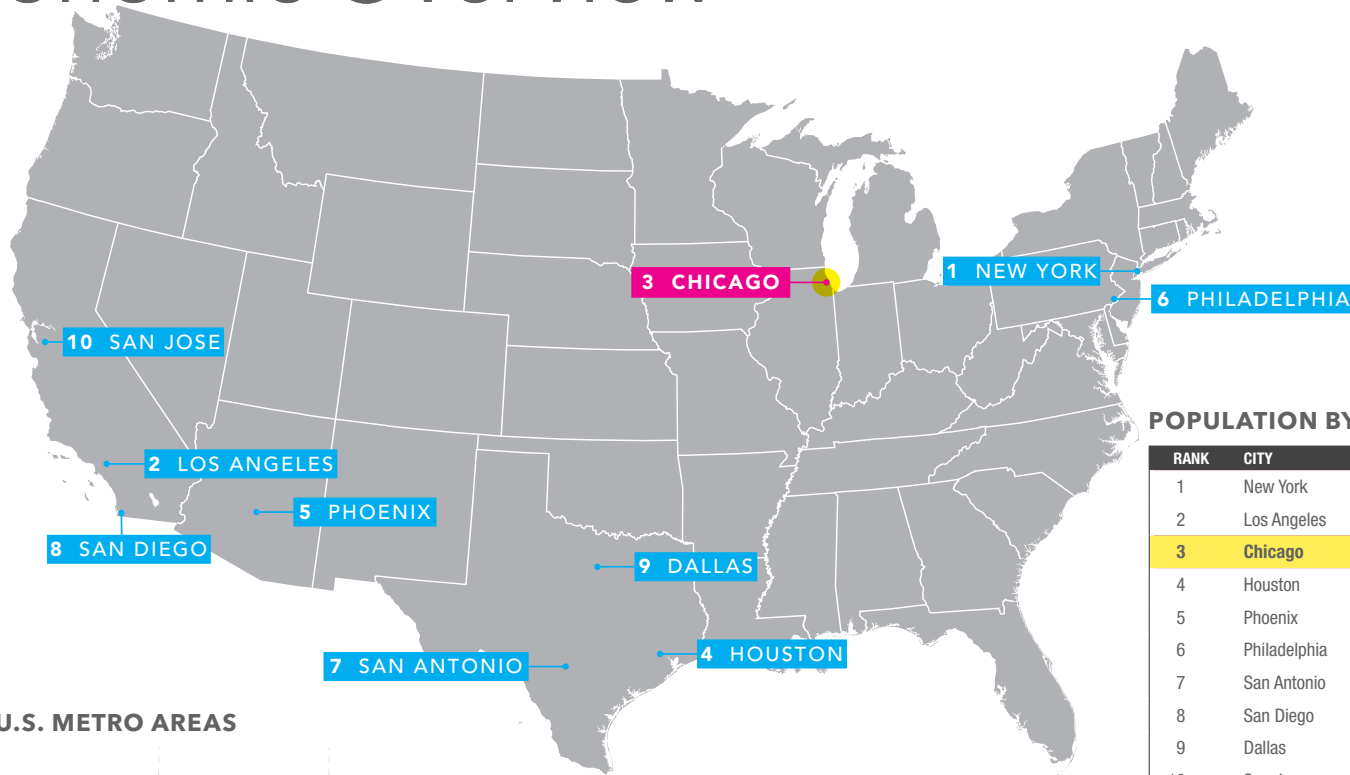 Overview
3 CHICAGO
1 NEW YORK
6 PHILADELPHIA
10 SAN JOSE
2 LOS ANGELES
5 PHOENIX
8 SAN DIEGO
9 DALLAS
4 HOUSTON
7 SAN ANTONIO
POPULATION BY
RANK CITY
1 New York
2 Los Angeles
3 Chicago
4 Houston
5 Phoenix
6 Philadelphia
7 San Antonio
8 San Diego
9 Dallas
U.S. METRO AREAS